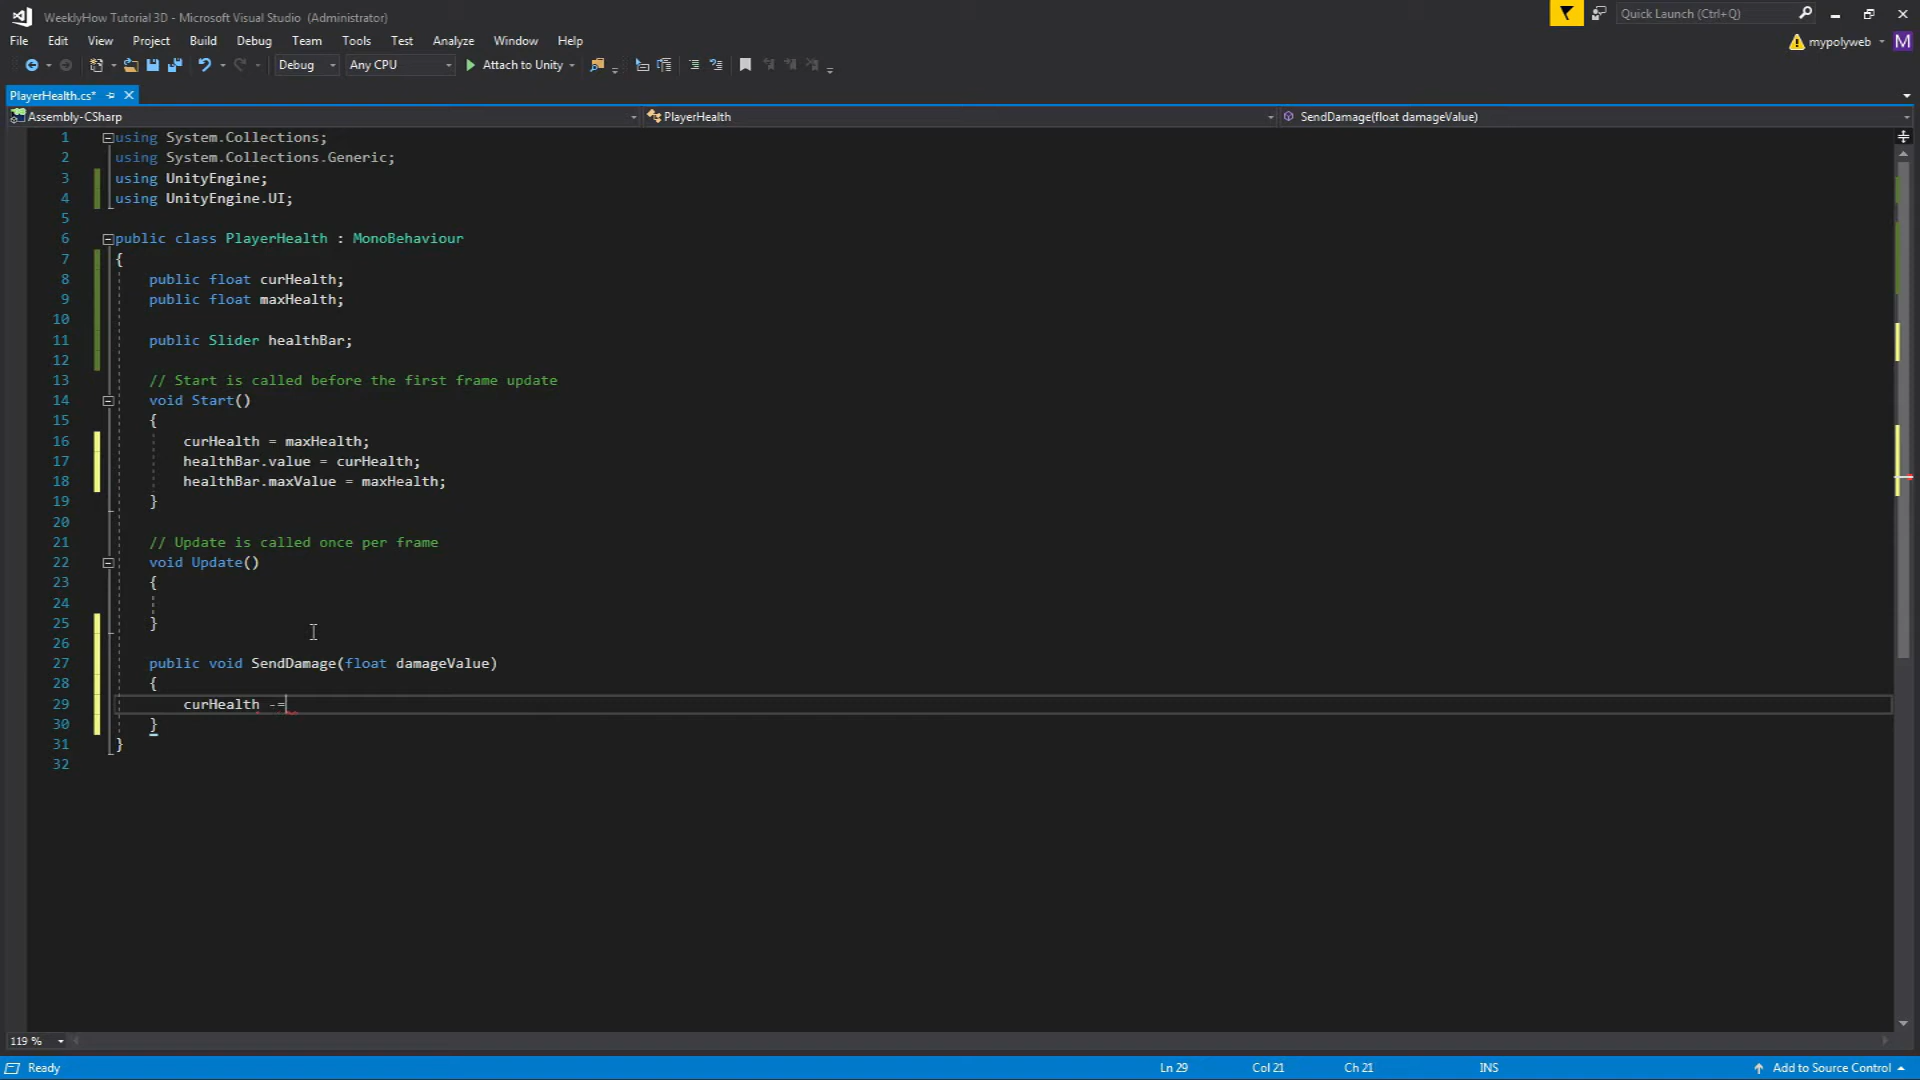 WeeklyHow Tutorial 3D - Microsoft Visual Studio (Administrator)
Quick Launch (Ctrl+Q)
File Edit View Project Build Debug Team Tools Test Analyze Window Help
mypolyweb M
Debug Any CPU Attach to Unity
PlayerHealth.cs*
Assembly-CSharp PlayerHealth SendDamage(float damageValue)
1 using System.Collections;
2 using System.Collections.Generic;
3 using UnityEngine;
4 using UnityEngine.UI;
5
6 public class PlayerHealth : MonoBehaviour
7 {
8 public float curHealth;
9 public float maxHealth;
10
11 public Slider healthBar;
12
13 // Start is called before the first frame update
14 void Start()
15 {
16 curHealth = maxHealth;
17 healthBar.value = curHealth;
18 healthBar.maxValue = maxHealth;
19 }
20
21 // Update is called once per frame
22 void Update()
23 {
24
25 }
26
27 public void SendDamage(float damageValue)
28 {
29 curHealth -=
30 }
31 }
32
119 %
Ready Ln 29 Col 21 Ch 21 INS Add to Source Control